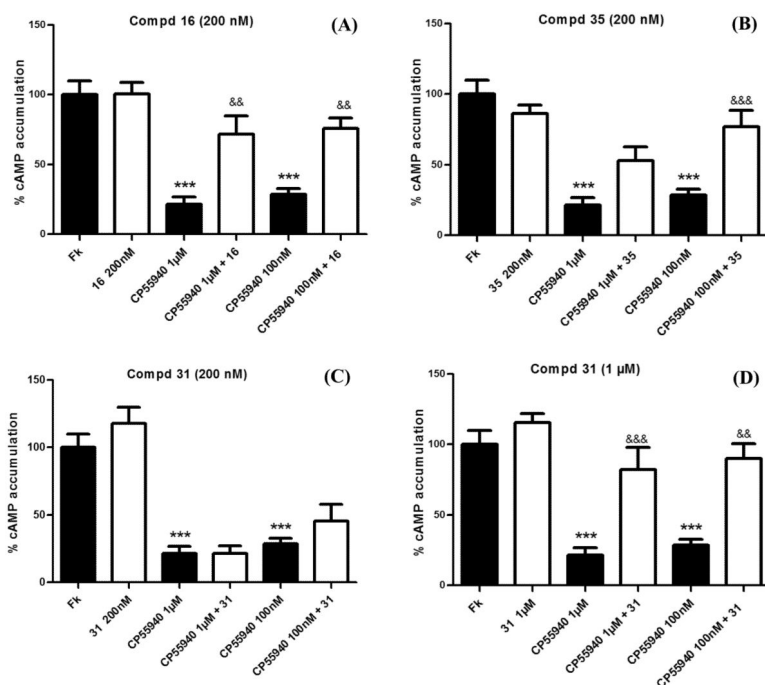 Compd 16 (200 nM)
(A)
% cAMP accumulation
150
100
50
0
&&
&&
***
***
Fk
16 200nM
CP55940 1µM
CP55940 1µM + 16
CP55940 100nM
CP55940 100nM + 16
Compd 35 (200 nM)
(B)
% cAMP accumulation
150
100
50
0
&&&
***
***
Fk
35 200nM
CP55940 1µM
CP55940 1µM + 35
CP55940 100nM
CP55940 100nM + 35
Compd 31 (200 nM)
(C)
% cAMP accumulation
150
100
50
0
***
***
Fk
31 200nM
CP55940 1µM
CP55940 1µM + 31
CP55940 100nM
CP55940 100nM + 31
Compd 31 (1 µM)
(D)
% cAMP accumulation
150
100
50
0
&&&
&&
***
***
Fk
31 1µM
CP55940 1µM
CP55940 1µM + 31
CP55940 100nM
CP55940 100nM + 31